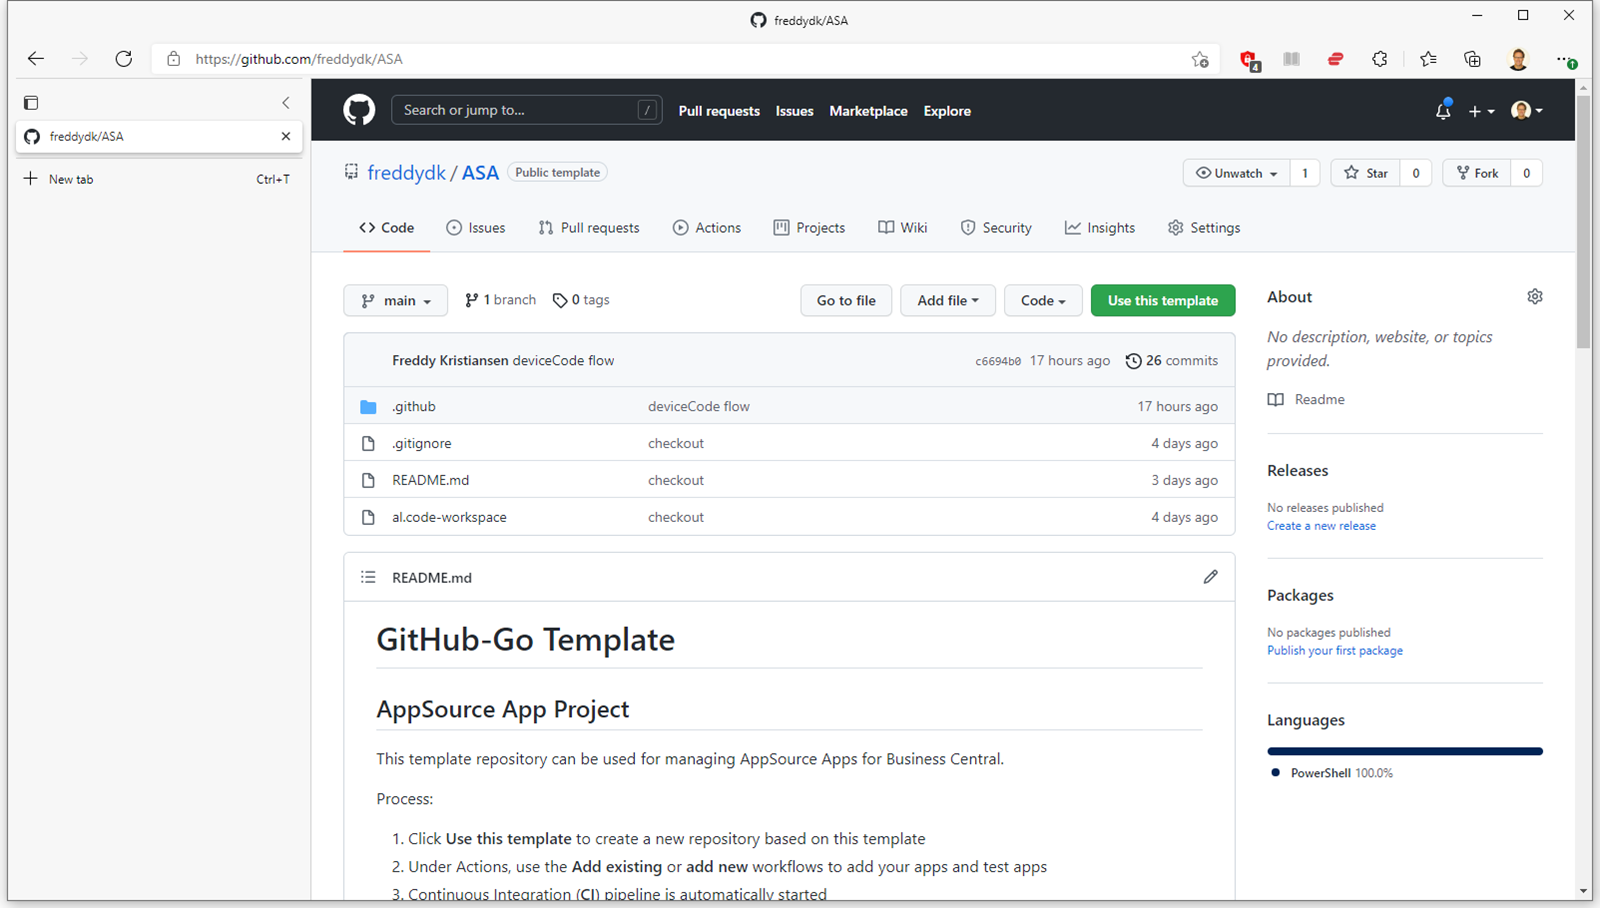 freddydk/ASA
https://github.com/freddydk/ASA
4
freddydk/ASA
New tab Ctrl+T
Search or jump to... / Pull requests Issues Marketplace Explore
freddydk / ASA Public template Unwatch 1 Star 0 Fork 0
Code Issues Pull requests Actions Projects Wiki Security Insights Settings
main 1 branch 0 tags Go to file Add file Code Use this template
Freddy Kristiansen deviceCode flow c6694b0 17 hours ago 26 commits
.github deviceCode flow 17 hours ago
.gitignore checkout 4 days ago
README.md checkout 3 days ago
al.code-workspace checkout 4 days ago
README.md
GitHub-Go Template
AppSource App Project
This template repository can be used for managing AppSource Apps for Business Central.
Process:
1. Click Use this template to create a new repository based on this template
2. Under Actions, use the Add existing or add new workflows to add your apps and test apps
3. Continuous Integration (CI) pipeline is automatically started
About
No description, website, or topics
provided.
Readme
Releases
No releases published
Create a new release
Packages
No packages published
Publish your first package
Languages
PowerShell 100.0%